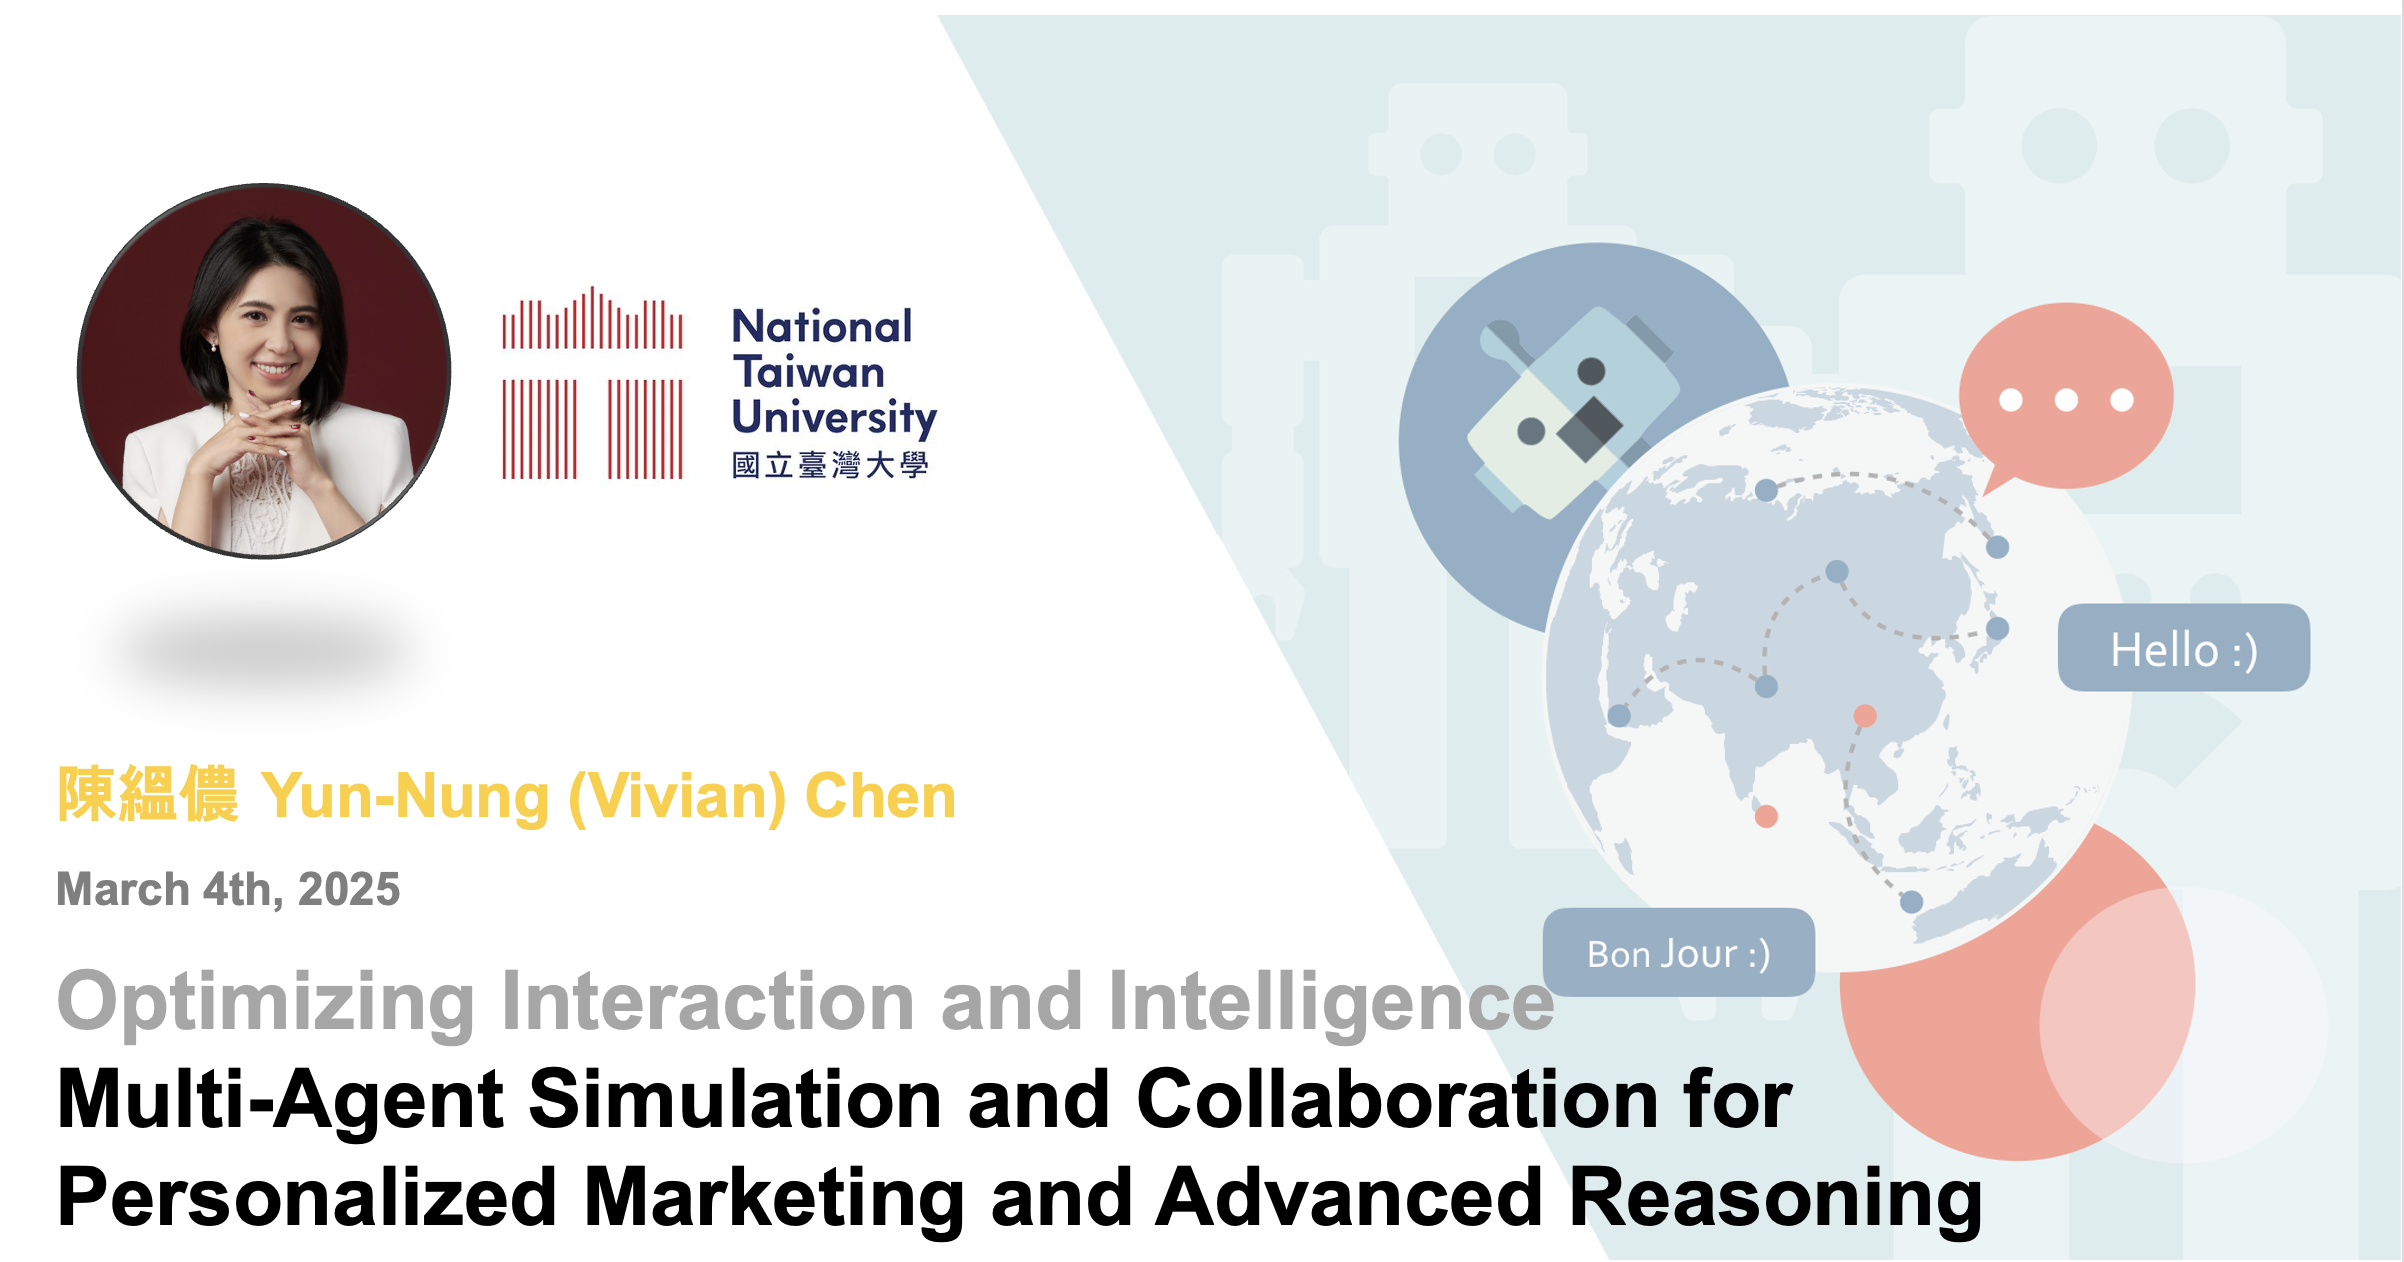 National
Taiwan
University
國立臺灣大學
陳縕儂 Yun-Nung (Vivian) Chen
March 4th, 2025
Optimizing Interaction and Intelligence
Multi-Agent Simulation and Collaboration for
Personalized Marketing and Advanced Reasoning
Hello :)
Bon Jour :)